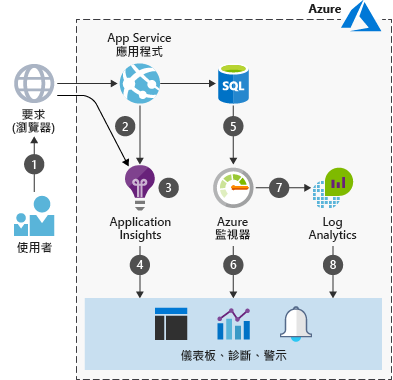 Azure
App Service
應用程式
SQL
要求
(瀏覽器)
2
5
1
3
7
使用者
Application
Insights
Azure
監視器
Log
Analytics
4
6
8
儀表板、診斷、警示